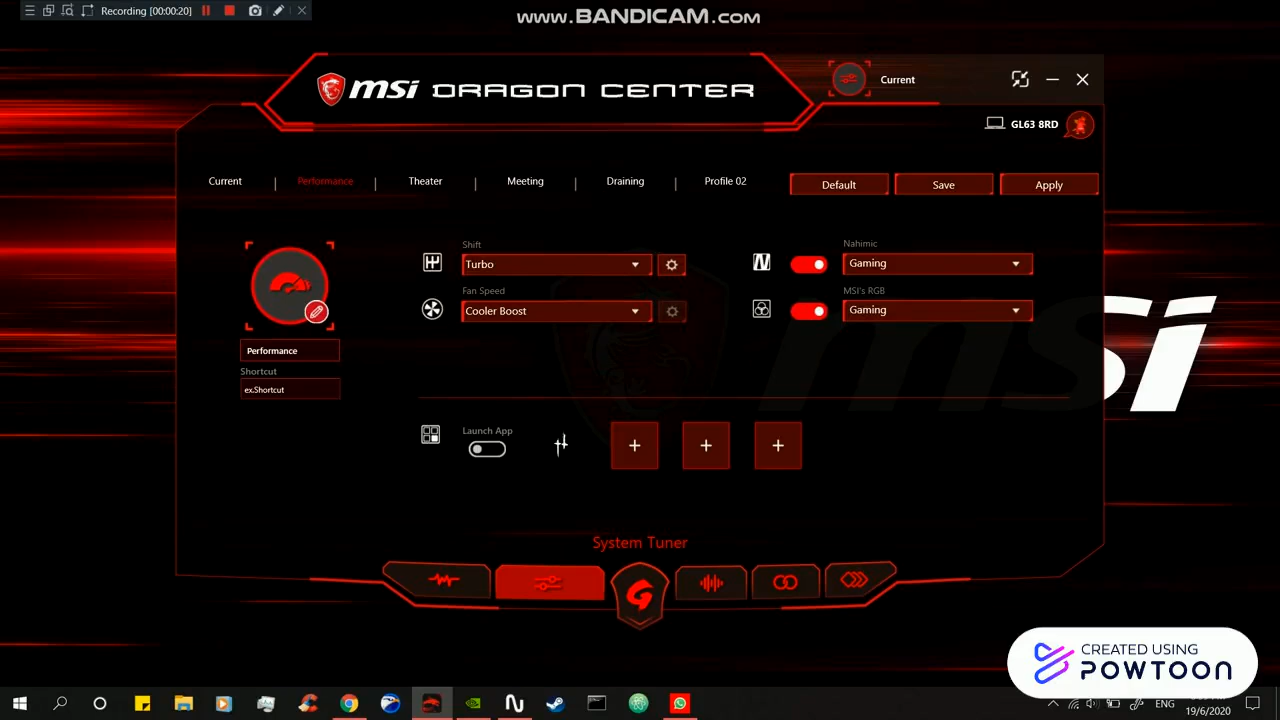 Recording [00:00:20]
www.BANDICAM.com
msi DRAGON CENTER
Current
GL63 8RD
Current
Performance
Theater
Meeting
Draining
Profile 02
Default
Save
Apply
Shift
Turbo
Nahimic
Gaming
Fan Speed
Cooler Boost
MSI's RGB
Gaming
Performance
Shortcut
ex.Shortcut
Launch App
+
+
+
System Tuner
CREATED USING
POWTOON
ENG
19/6/2020